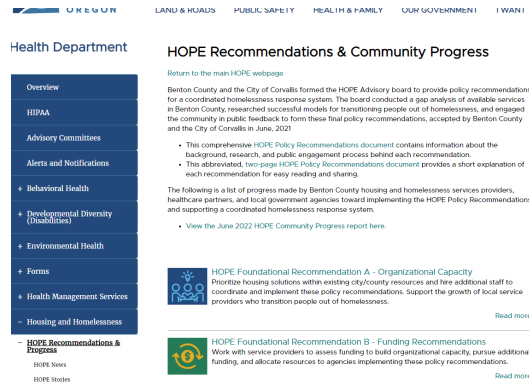 OREGON
LAND & ROADS PUBLIC SAFETY HEALTH & FAMILY OUR GOVERNMENT I WANT
Health Department
Overview
HIPAA
Advisory Committees
Alerts and Notifications
+ Behavioral Health
+ Developmental Diversity
(Disabilities)
+ Environmental Health
+ Forms
+ Health Management Services
– Housing and Homelessness
– HOPE Recommendations &
Progress
HOPE News
HOPE Stories
HOPE Recommendations & Community Progress
Return to the main HOPE webpage
Benton County and the City of Corvallis formed the HOPE Advisory board to provide policy recommendations
for a coordinated homelessness response system. The board conducted a gap analysis of available services
in Benton County, researched successful models for transitioning people out of homelessness, and engaged
the community in public feedback to form these final policy recommendations, accepted by Benton County
and the City of Corvallis in June, 2021
• This comprehensive HOPE Policy Recommendations document contains information about the
background, research, and public engagement process behind each recommendation.
• This abbreviated, two-page HOPE Policy Recommendations document provides a short explanation of
each recommendation for easy reading and sharing.
The following is a list of progress made by Benton County housing and homelessness services providers,
healthcare partners, and local government agencies toward implementing the HOPE Policy Recommendations
and supporting a coordinated homelessness response system.
• View the June 2022 HOPE Community Progress report here.
HOPE Foundational Recommendation A - Organizational Capacity
Prioritize housing solutions within existing city/county resources and hire additional staff to
coordinate and implement these policy recommendations. Support the growth of local service
providers who transition people out of homelessness.
Read more
HOPE Foundational Recommendation B - Funding Recommendations
Work with service providers to assess funding to build organizational capacity, pursue additional
funding, and allocate resources to agencies implementing these policy recommendations.
Read more